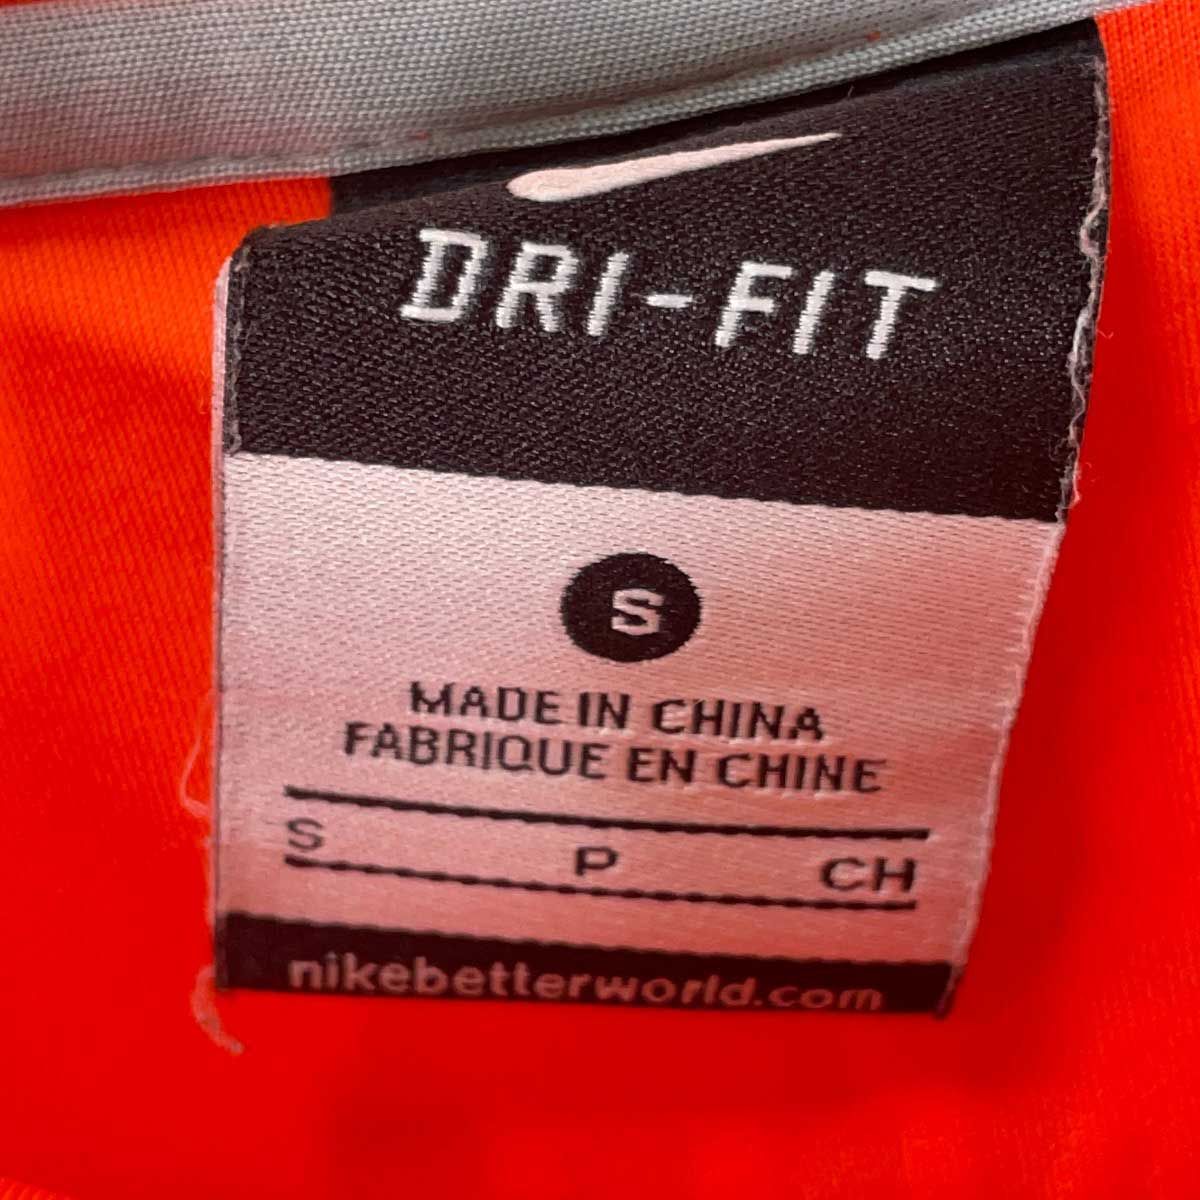 DRI-FIT
S
MADE IN CHINA
FABRIQUE EN CHINE
S P CH
nikebetterworld.com